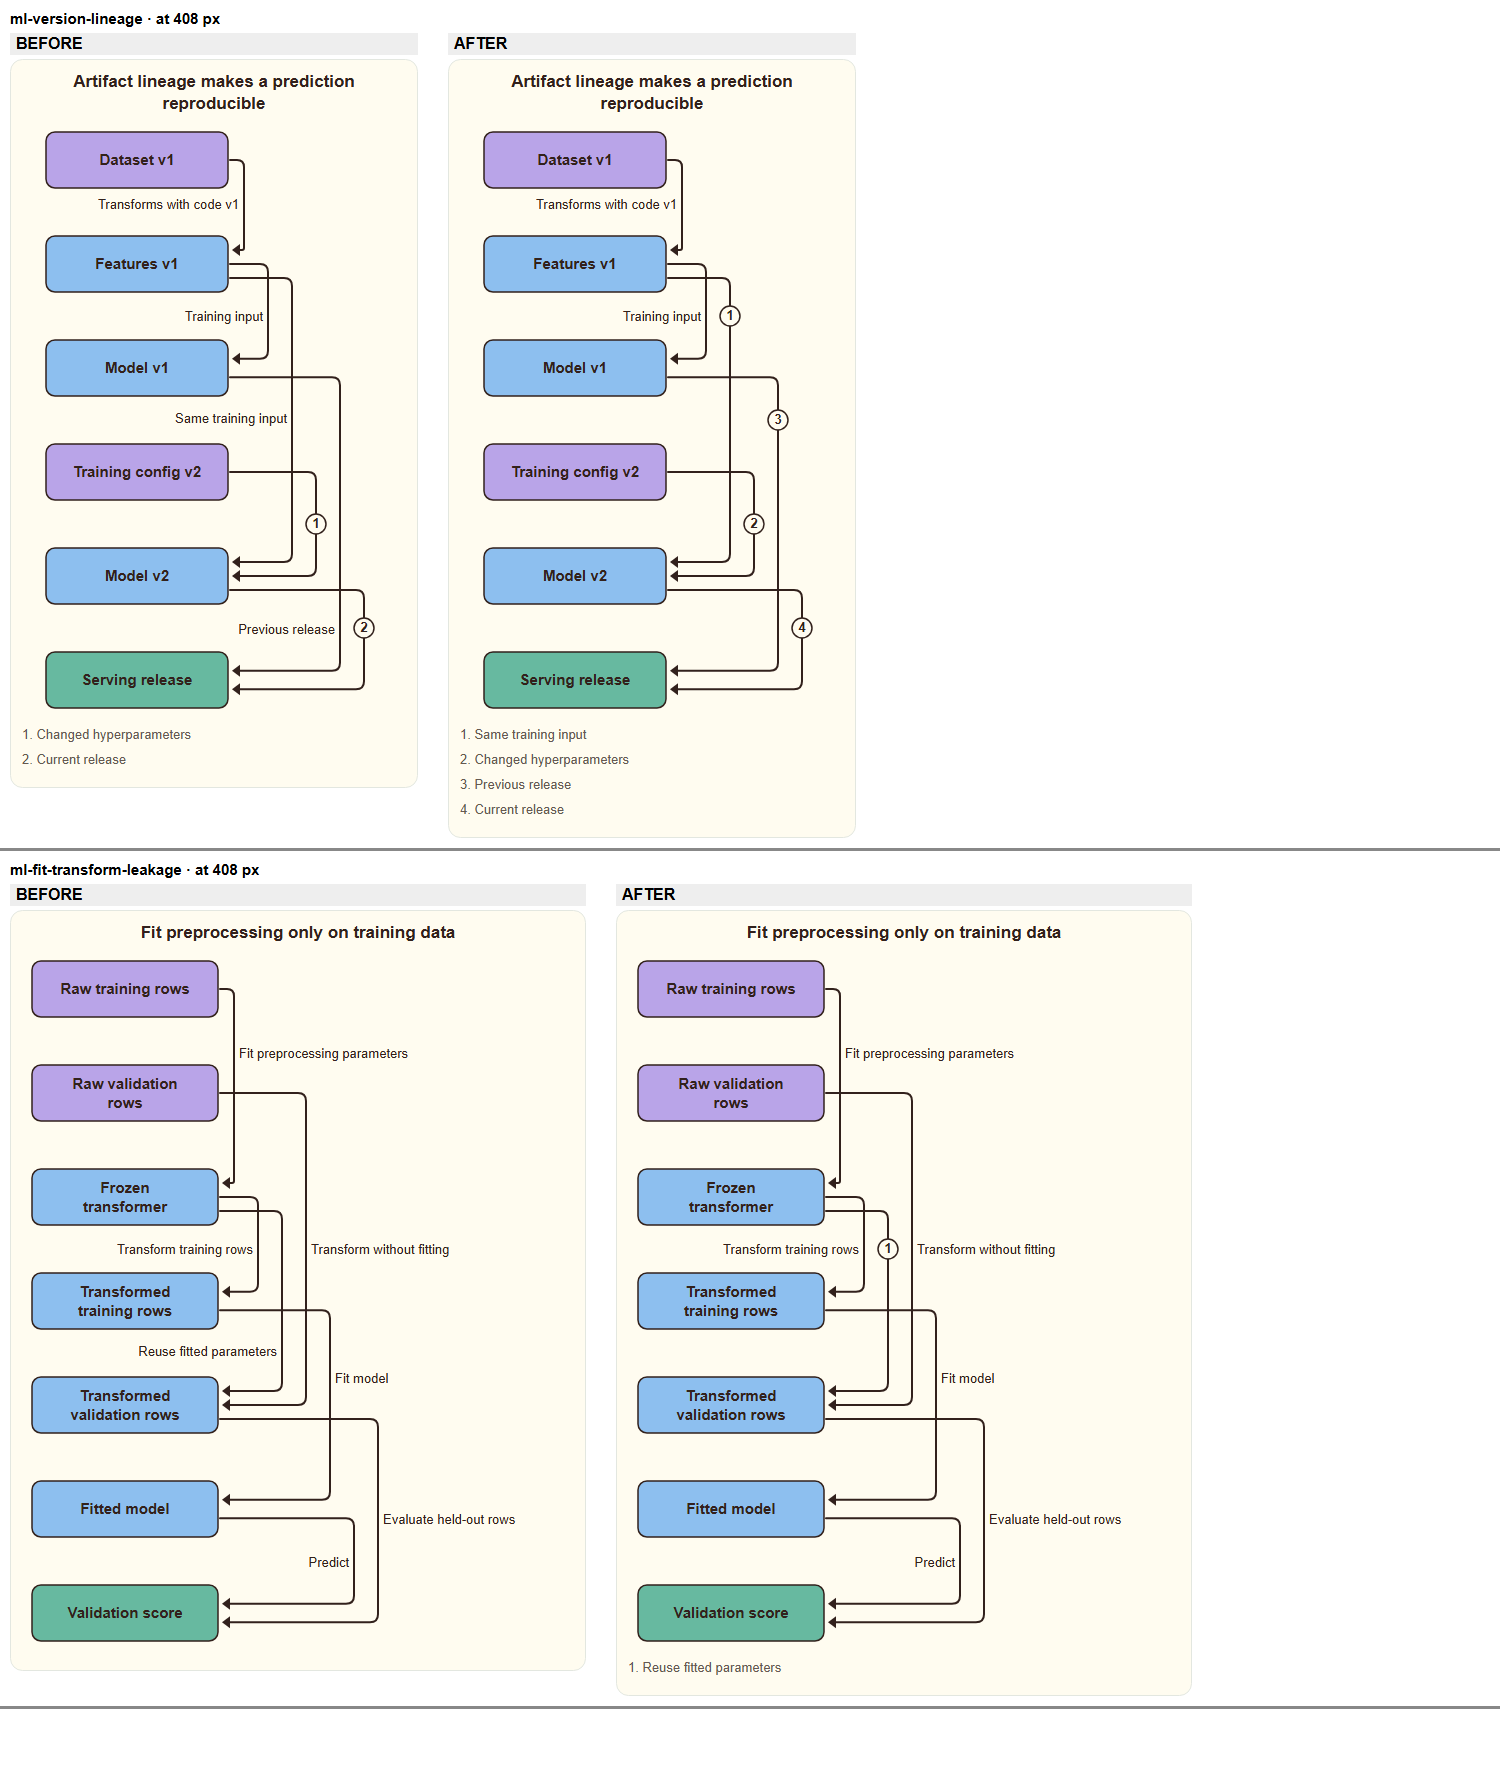 ml-version-lineage · at 408 px
BEFORE
Artifact lineage makes a prediction
reproducible
Dataset v1
Transforms with code v1
Features v1
Training input
Model v1
Same training input
Training config v2
1
Model v2
Previous release
2
Serving release
1. Changed hyperparameters
2. Current release
AFTER
Artifact lineage makes a prediction
reproducible
Dataset v1
Transforms with code v1
Features v1
Training input
1
Model v1
3
Training config v2
2
Model v2
4
Serving release
1. Same training input
2. Changed hyperparameters
3. Previous release
4. Current release
ml-fit-transform-leakage · at 408 px
BEFORE
Fit preprocessing only on training data
Raw training rows
Fit preprocessing parameters
Raw validation
rows
Frozen
transformer
Transform training rows
Transform without fitting
Transformed
training rows
Reuse fitted parameters
Fit model
Transformed
validation rows
Fitted model
Evaluate held-out rows
Predict
Validation score
AFTER
Fit preprocessing only on training data
Raw training rows
Fit preprocessing parameters
Raw validation
rows
Frozen
transformer
Transform training rows
1
Transform without fitting
Transformed
training rows
Fit model
Transformed
validation rows
Fitted model
Evaluate held-out rows
Predict
Validation score
1. Reuse fitted parameters